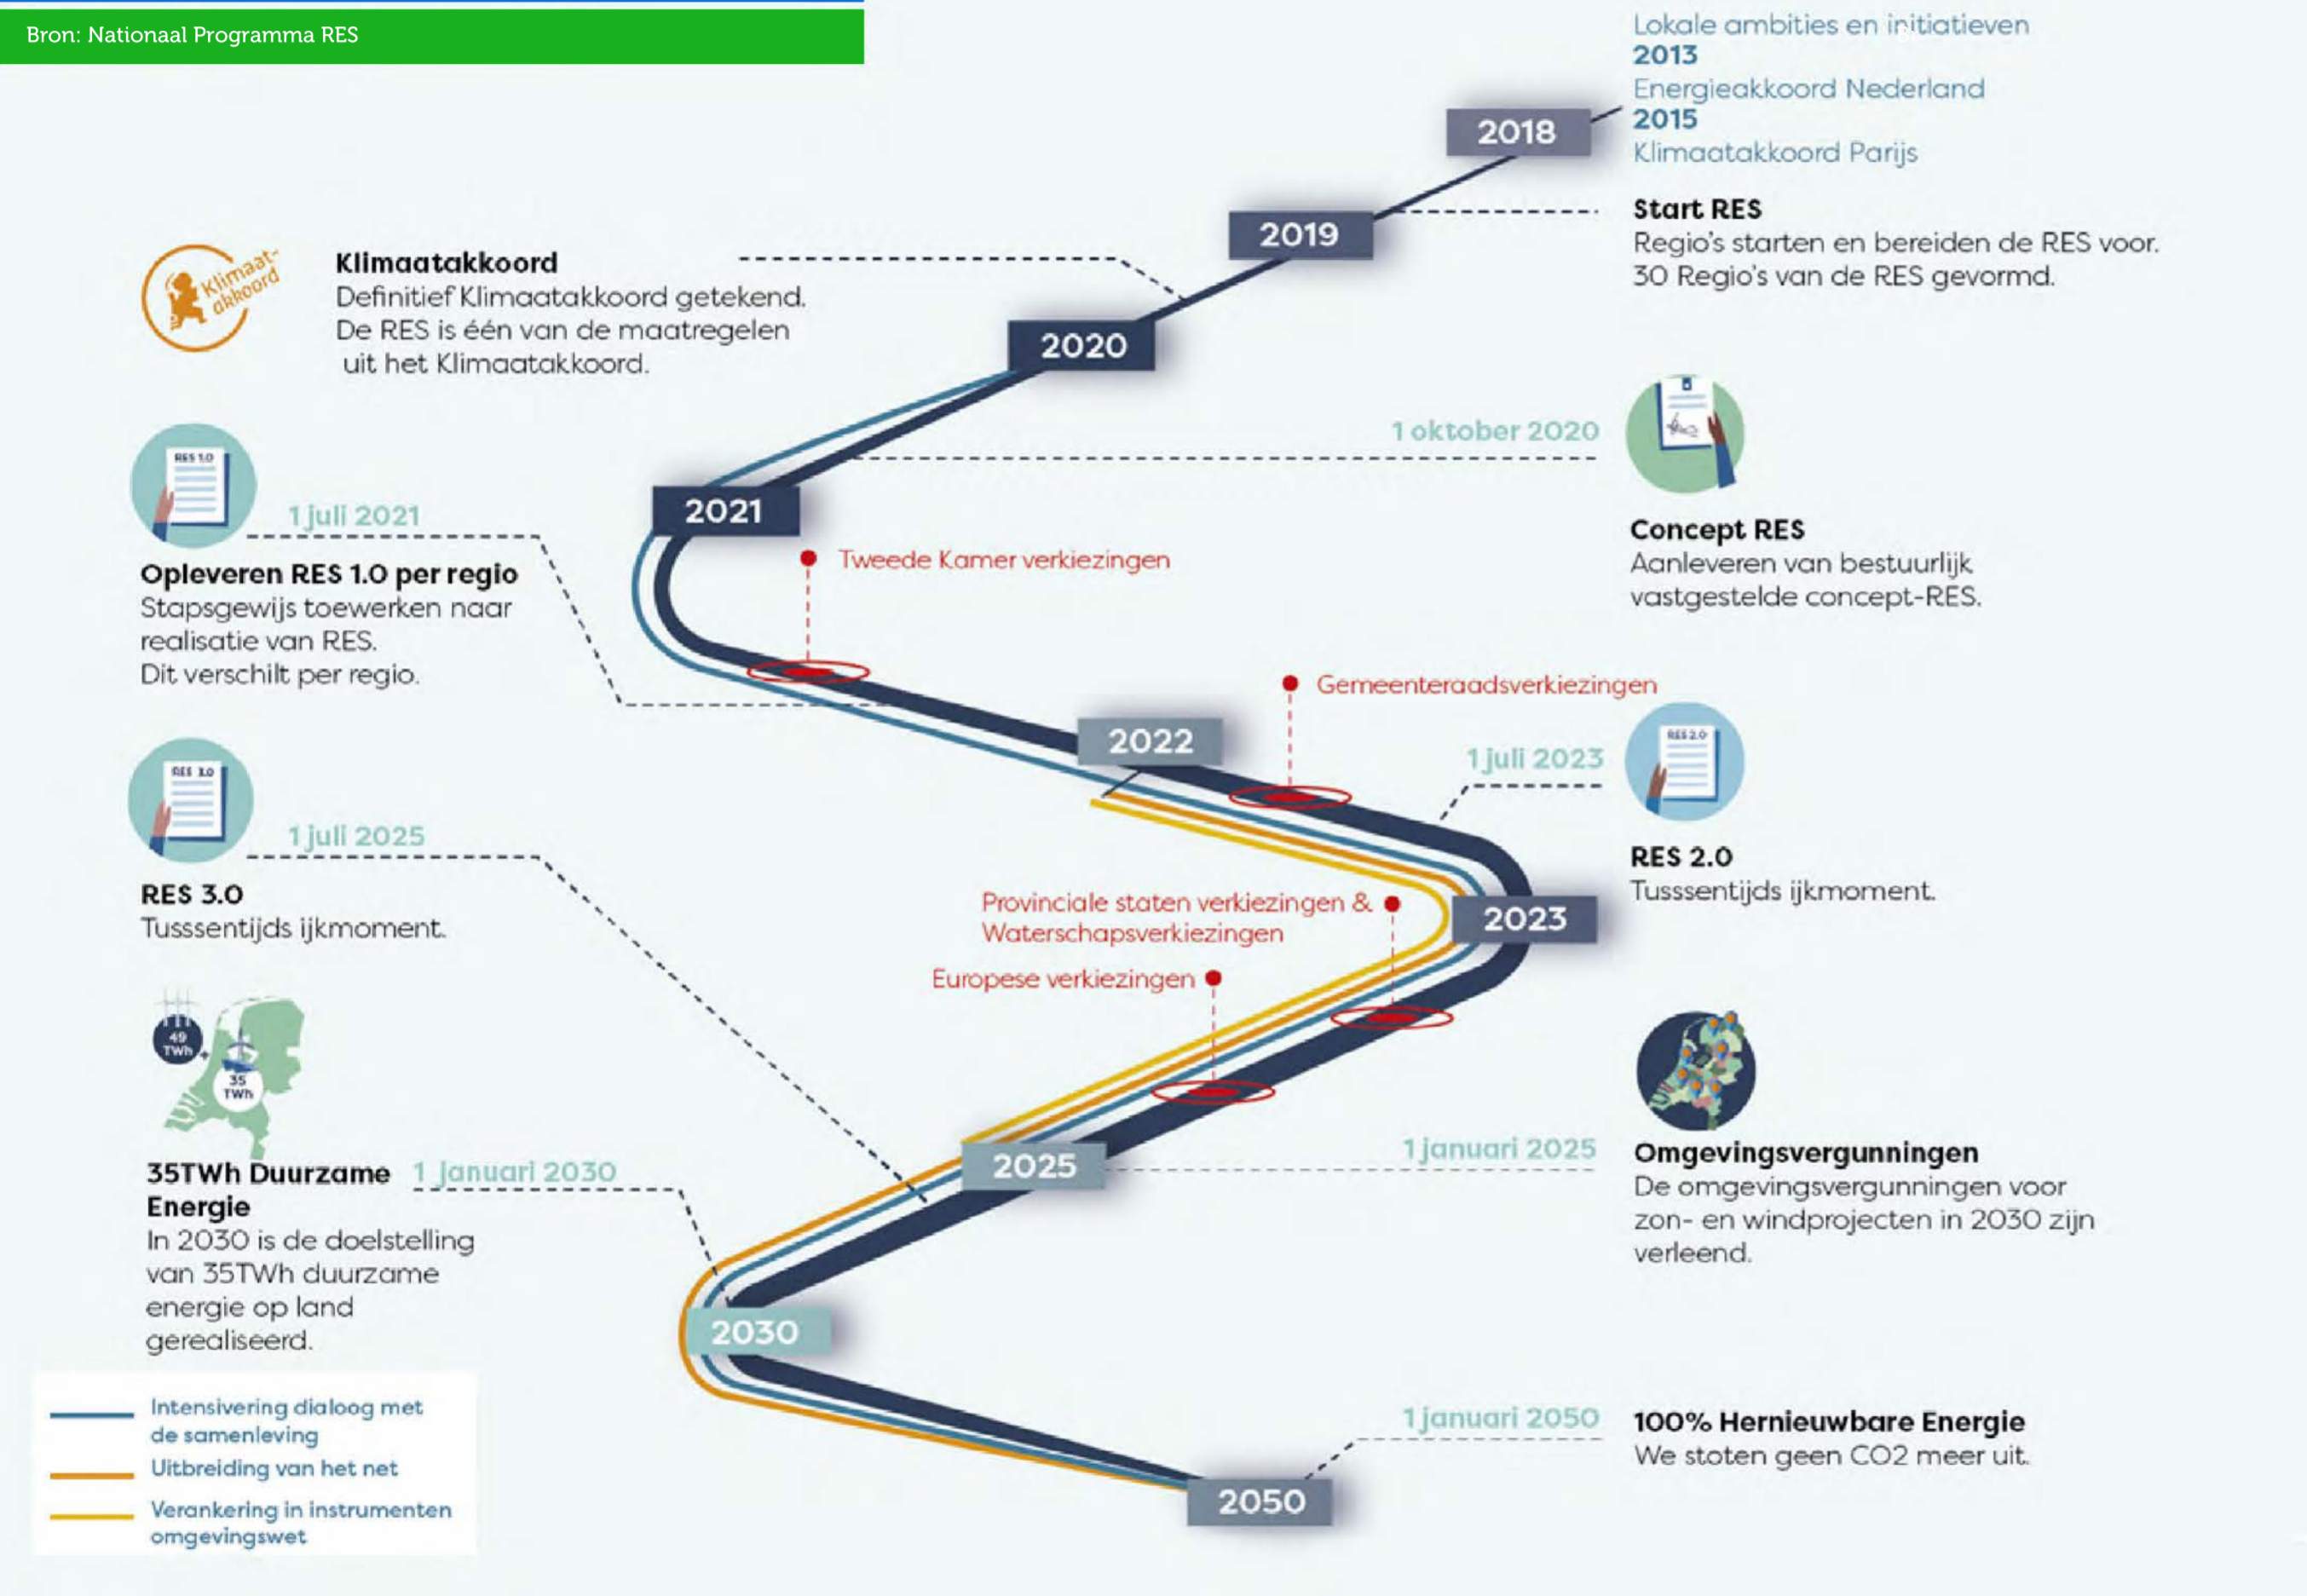 Bron: Nationaal Programma RES
Lokale ambities en initiatieven
2013
Energieakkoord Nederland
2015
Klimaatakkoord Parijs
2018
Start RES
Regio's starten en bereiden de RES voor.
30 Regio's van de RES gevormd.
2019
Klimaat-
akkoord
Klimaatakkoord
Definitief Klimaatakkoord getekend.
De RES is één van de maatregelen
uit het Klimaatakkoord.
2020
1 oktober 2020
Concept RES
Aanleveren van bestuurlijk
vastgestelde concept-RES.
2021
RES 1.0
1 juli 2021
Opleveren RES 1.0 per regio
Stapsgewijs toewerken naar
realisatie van RES.
Dit verschilt per regio.
Tweede Kamer verkiezingen
Gemeenteraadsverkiezingen
2022
1 juli 2023
RES 2.0
RES 2.0
Tusssentijds ijkmoment.
2023
RES 3.0
1 juli 2025
RES 3.0
Tusssentijds ijkmoment.
Provinciale staten verkiezingen &
Waterschapsverkiezingen
Europese verkiezingen
2025
1 januari 2025
Omgevingsvergunningen
De omgevingsvergunningen voor
zon- en windprojecten in 2030 zijn
verleend.
49
TWh
+
35
TWh
35TWh Duurzame
Energie
1 Januari 2030
In 2030 is de doelstelling
van 35TWh duurzame
energie op land
gerealiseerd.
2030
1 januari 2050
100% Hernieuwbare Energie
We stoten geen CO2 meer uit.
2050
Intensivering dialoog met
de samenleving
Uitbreiding van het net
Verankering in instrumenten
omgevingswet